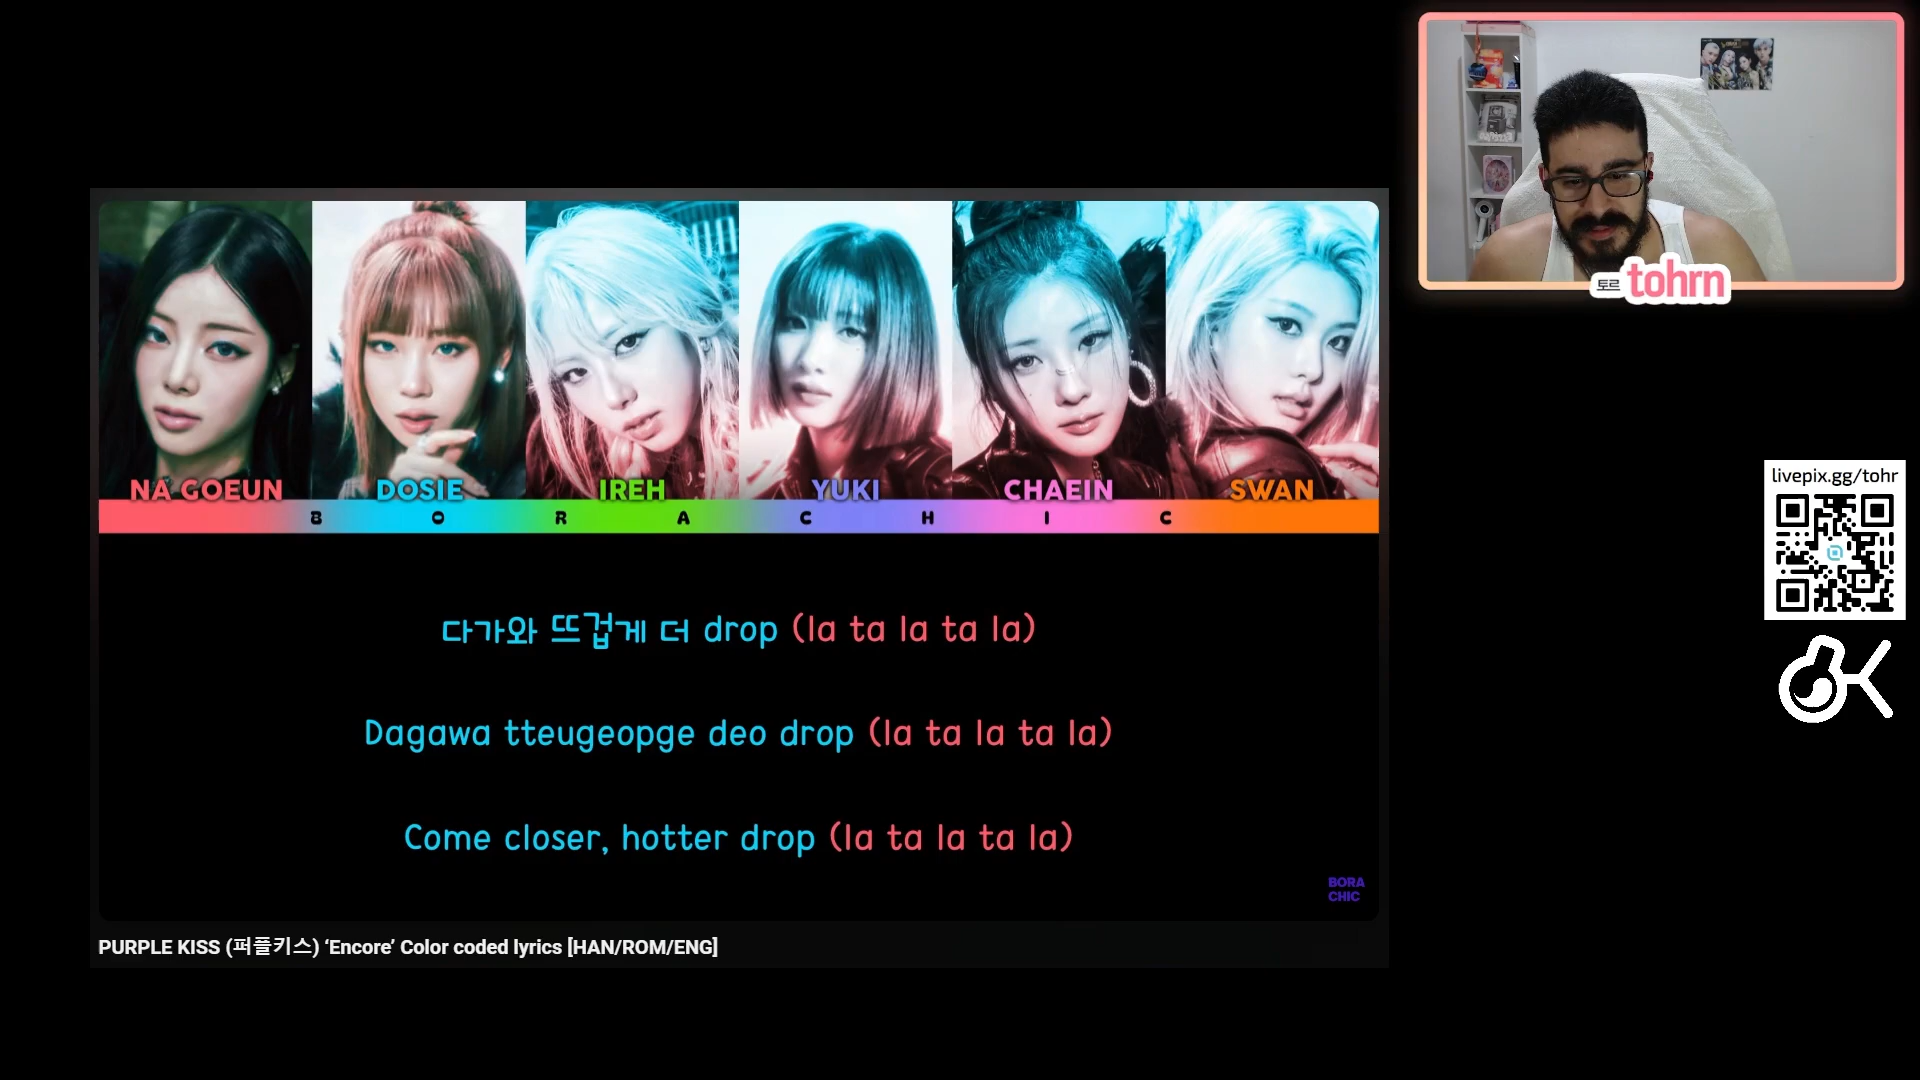 토르 tohrn
NA GOEUN DOSIE IREH YUKI CHAEIN SWAN
B O R A C H I C
livepix.gg/tohr
다가와 뜨겁게 더 drop (la ta la ta la)
Dagawa tteugeopge deo drop (la ta la ta la)
Come closer, hotter drop (la ta la ta la)
BORA
CHIC
PURPLE KISS (퍼플키스) ‘Encore’ Color coded lyrics [HAN/ROM/ENG]